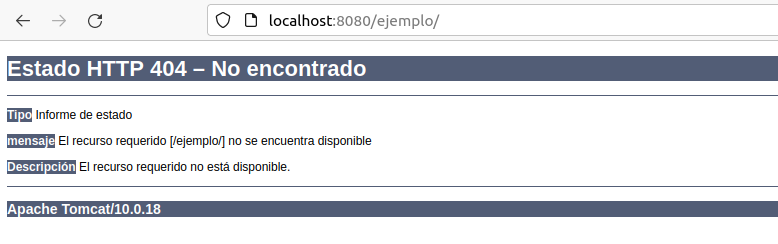 localhost:8080/ejemplo/
Estado HTTP 404 – No encontrado
Tipo Informe de estado
mensaje El recurso requerido [/ejemplo/] no se encuentra disponible
Descripción El recurso requerido no está disponible.
Apache Tomcat/10.0.18